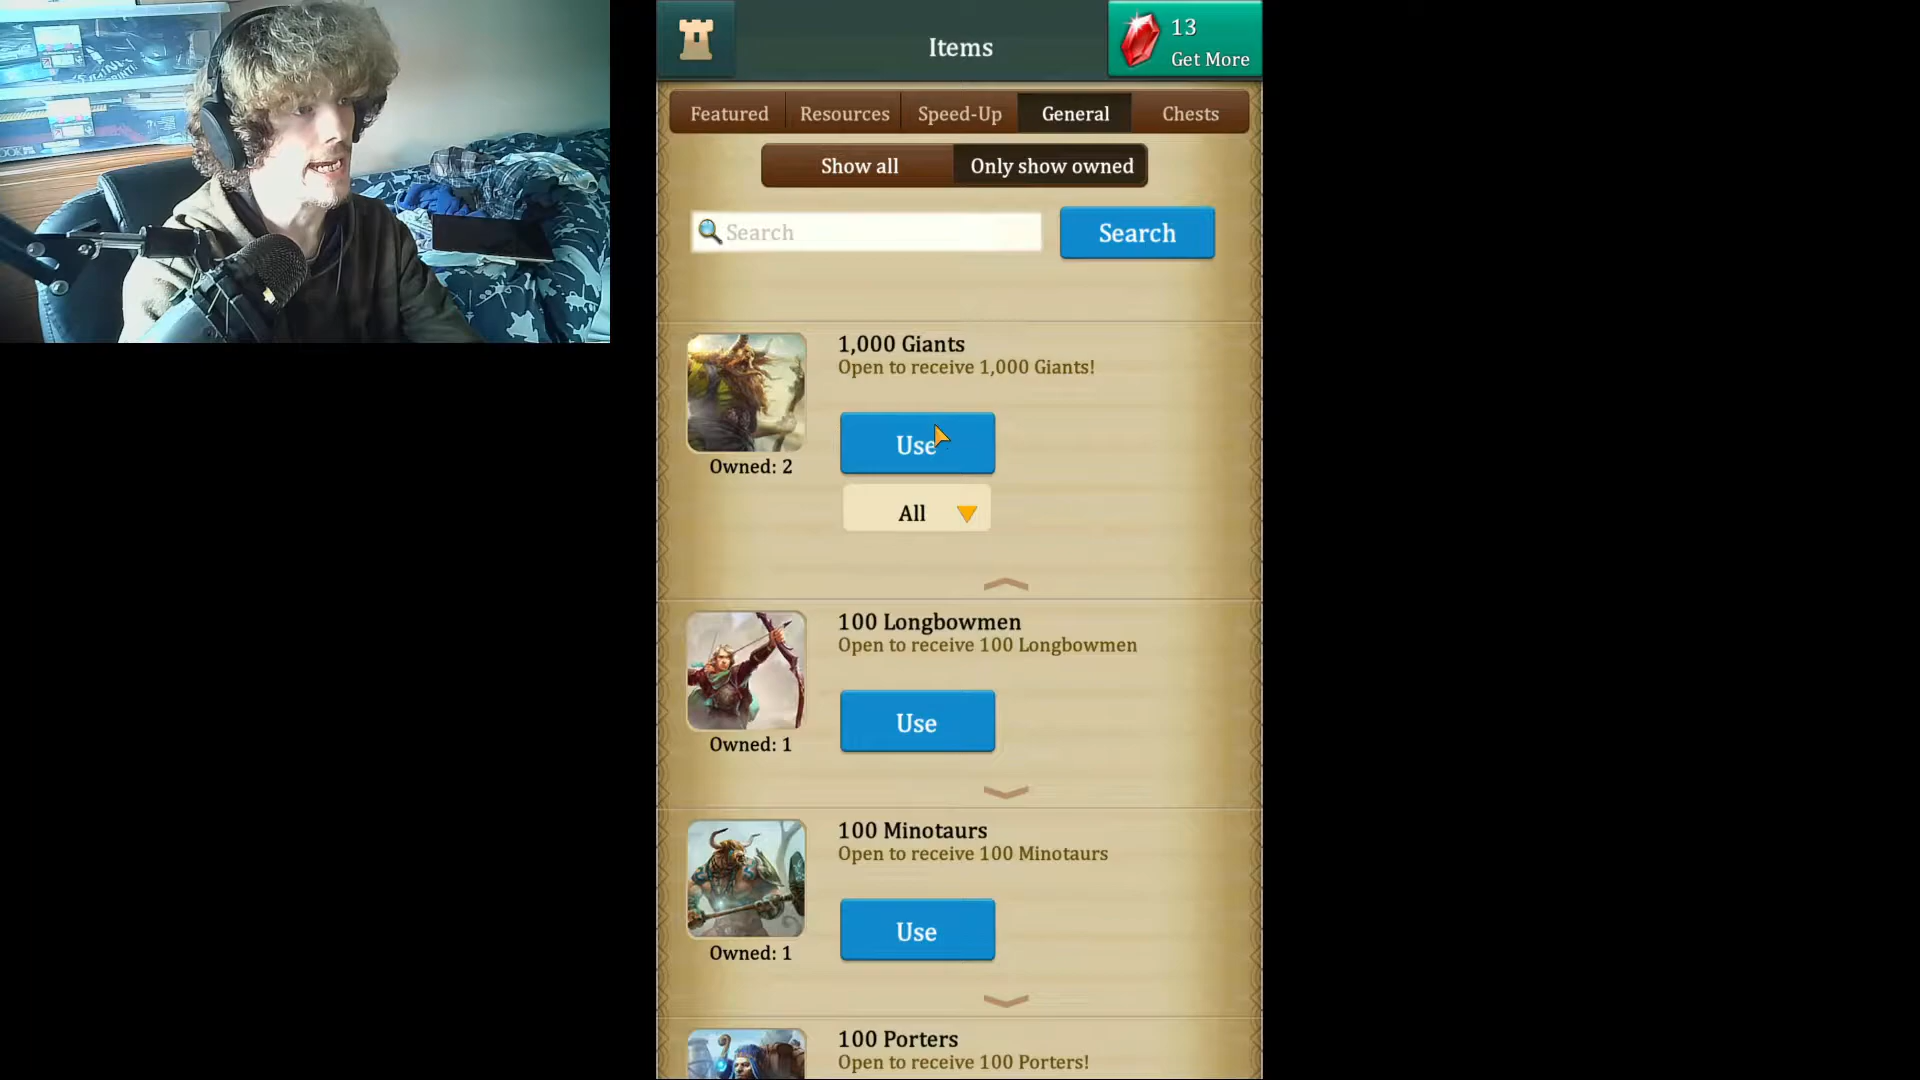 Items
13
Get More
Featured
Resources
Speed-Up
General
Chests
Show all
Only show owned
Search
Search
1,000 Giants
Open to receive 1,000 Giants!
Use
Owned: 2
All
100 Longbowmen
Open to receive 100 Longbowmen
Use
Owned: 1
100 Minotaurs
Open to receive 100 Minotaurs
Use
Owned: 1
100 Porters
Open to receive 100 Porters!